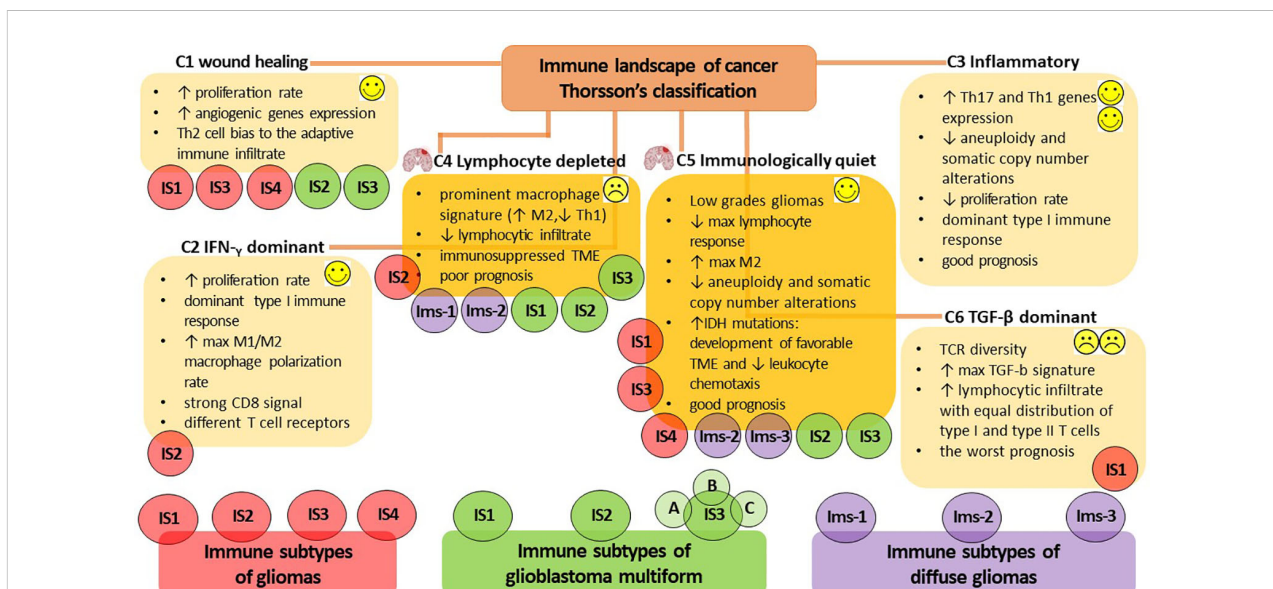 Immune landscape of cancer
Thorsson's classification
C1 wound healing
• ↑ proliferation rate
• ↑ angiogenic genes expression
• Th2 cell bias to the adaptive
immune infiltrate
IS1 IS3 IS4 IS2 IS3
C2 IFN-γ dominant
• ↑ proliferation rate
• dominant type I immune
response
• ↑ max M1/M2
macrophage polarization
rate
• strong CD8 signal
• different T cell receptors
IS2
C4 Lymphocyte depleted
• prominent macrophage
signature (↑ M2,↓ Th1)
• ↓ lymphocytic infiltrate
• immunosuppressed TME
• poor prognosis
IS2 Ims-1 Ims-2 IS1 IS2 IS3
C5 Immunologically quiet
• Low grades gliomas
• ↓ max lymphocyte
response
• ↑ max M2
• ↓ aneuploidy and somatic
copy number alterations
• ↑IDH mutations:
development of favorable
TME and ↓ leukocyte
chemotaxis
• good prognosis
IS1
IS3
IS4 Ims-2 Ims-3 IS2 IS3
C3 Inflammatory
• ↑ Th17 and Th1 genes
expression
• ↓ aneuploidy and
somatic copy number
alterations
• ↓ proliferation rate
• dominant type I immune
response
• good prognosis
C6 TGF-β dominant
• TCR diversity
• ↑ max TGF-b signature
• ↑ lymphocytic infiltrate
with equal distribution of
type I and type II T cells
• the worst prognosis
IS1
IS1 IS2 IS3 IS4
Immune subtypes
of gliomas
IS1 IS2 A B IS3 C
Immune subtypes of
glioblastoma multiform
Ims-1 Ims-2 Ims-3
Immune subtypes of
diffuse gliomas